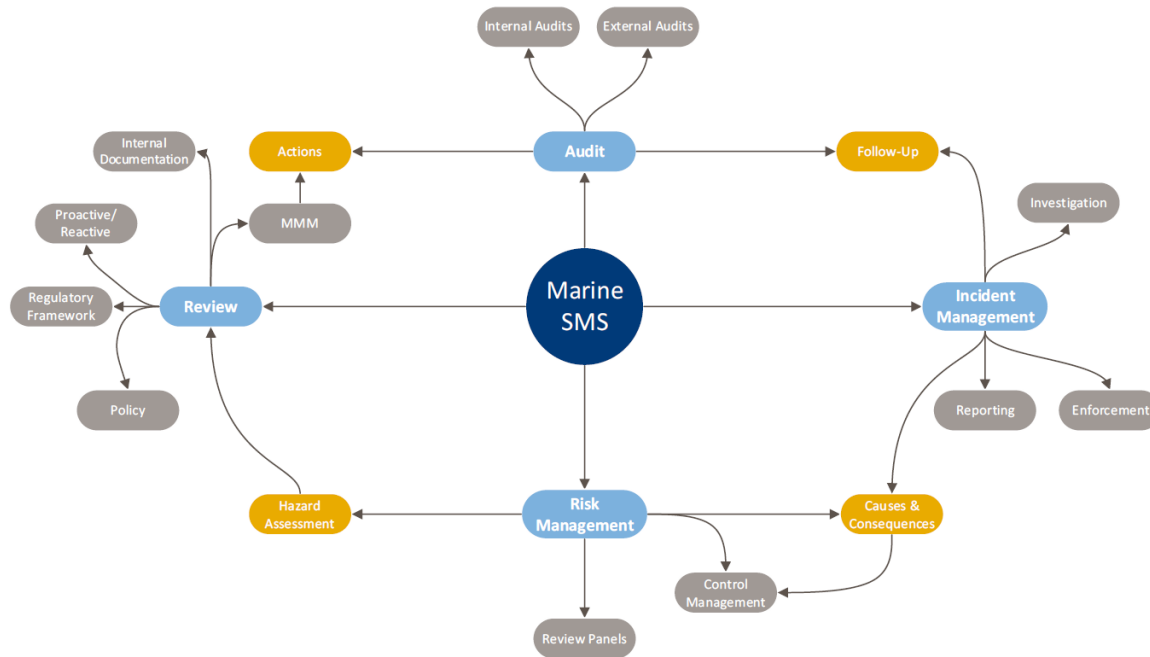 Internal Audits
External Audits
Internal
Documentation
Actions
Audit
Follow-Up
Proactive/
Reactive
MMM
Investigation
Regulatory
Framework
Review
Marine
SMS
Incident
Management
Policy
Reporting
Enforcement
Hazard
Assessment
Risk
Management
Causes &
Consequences
Control
Management
Review Panels